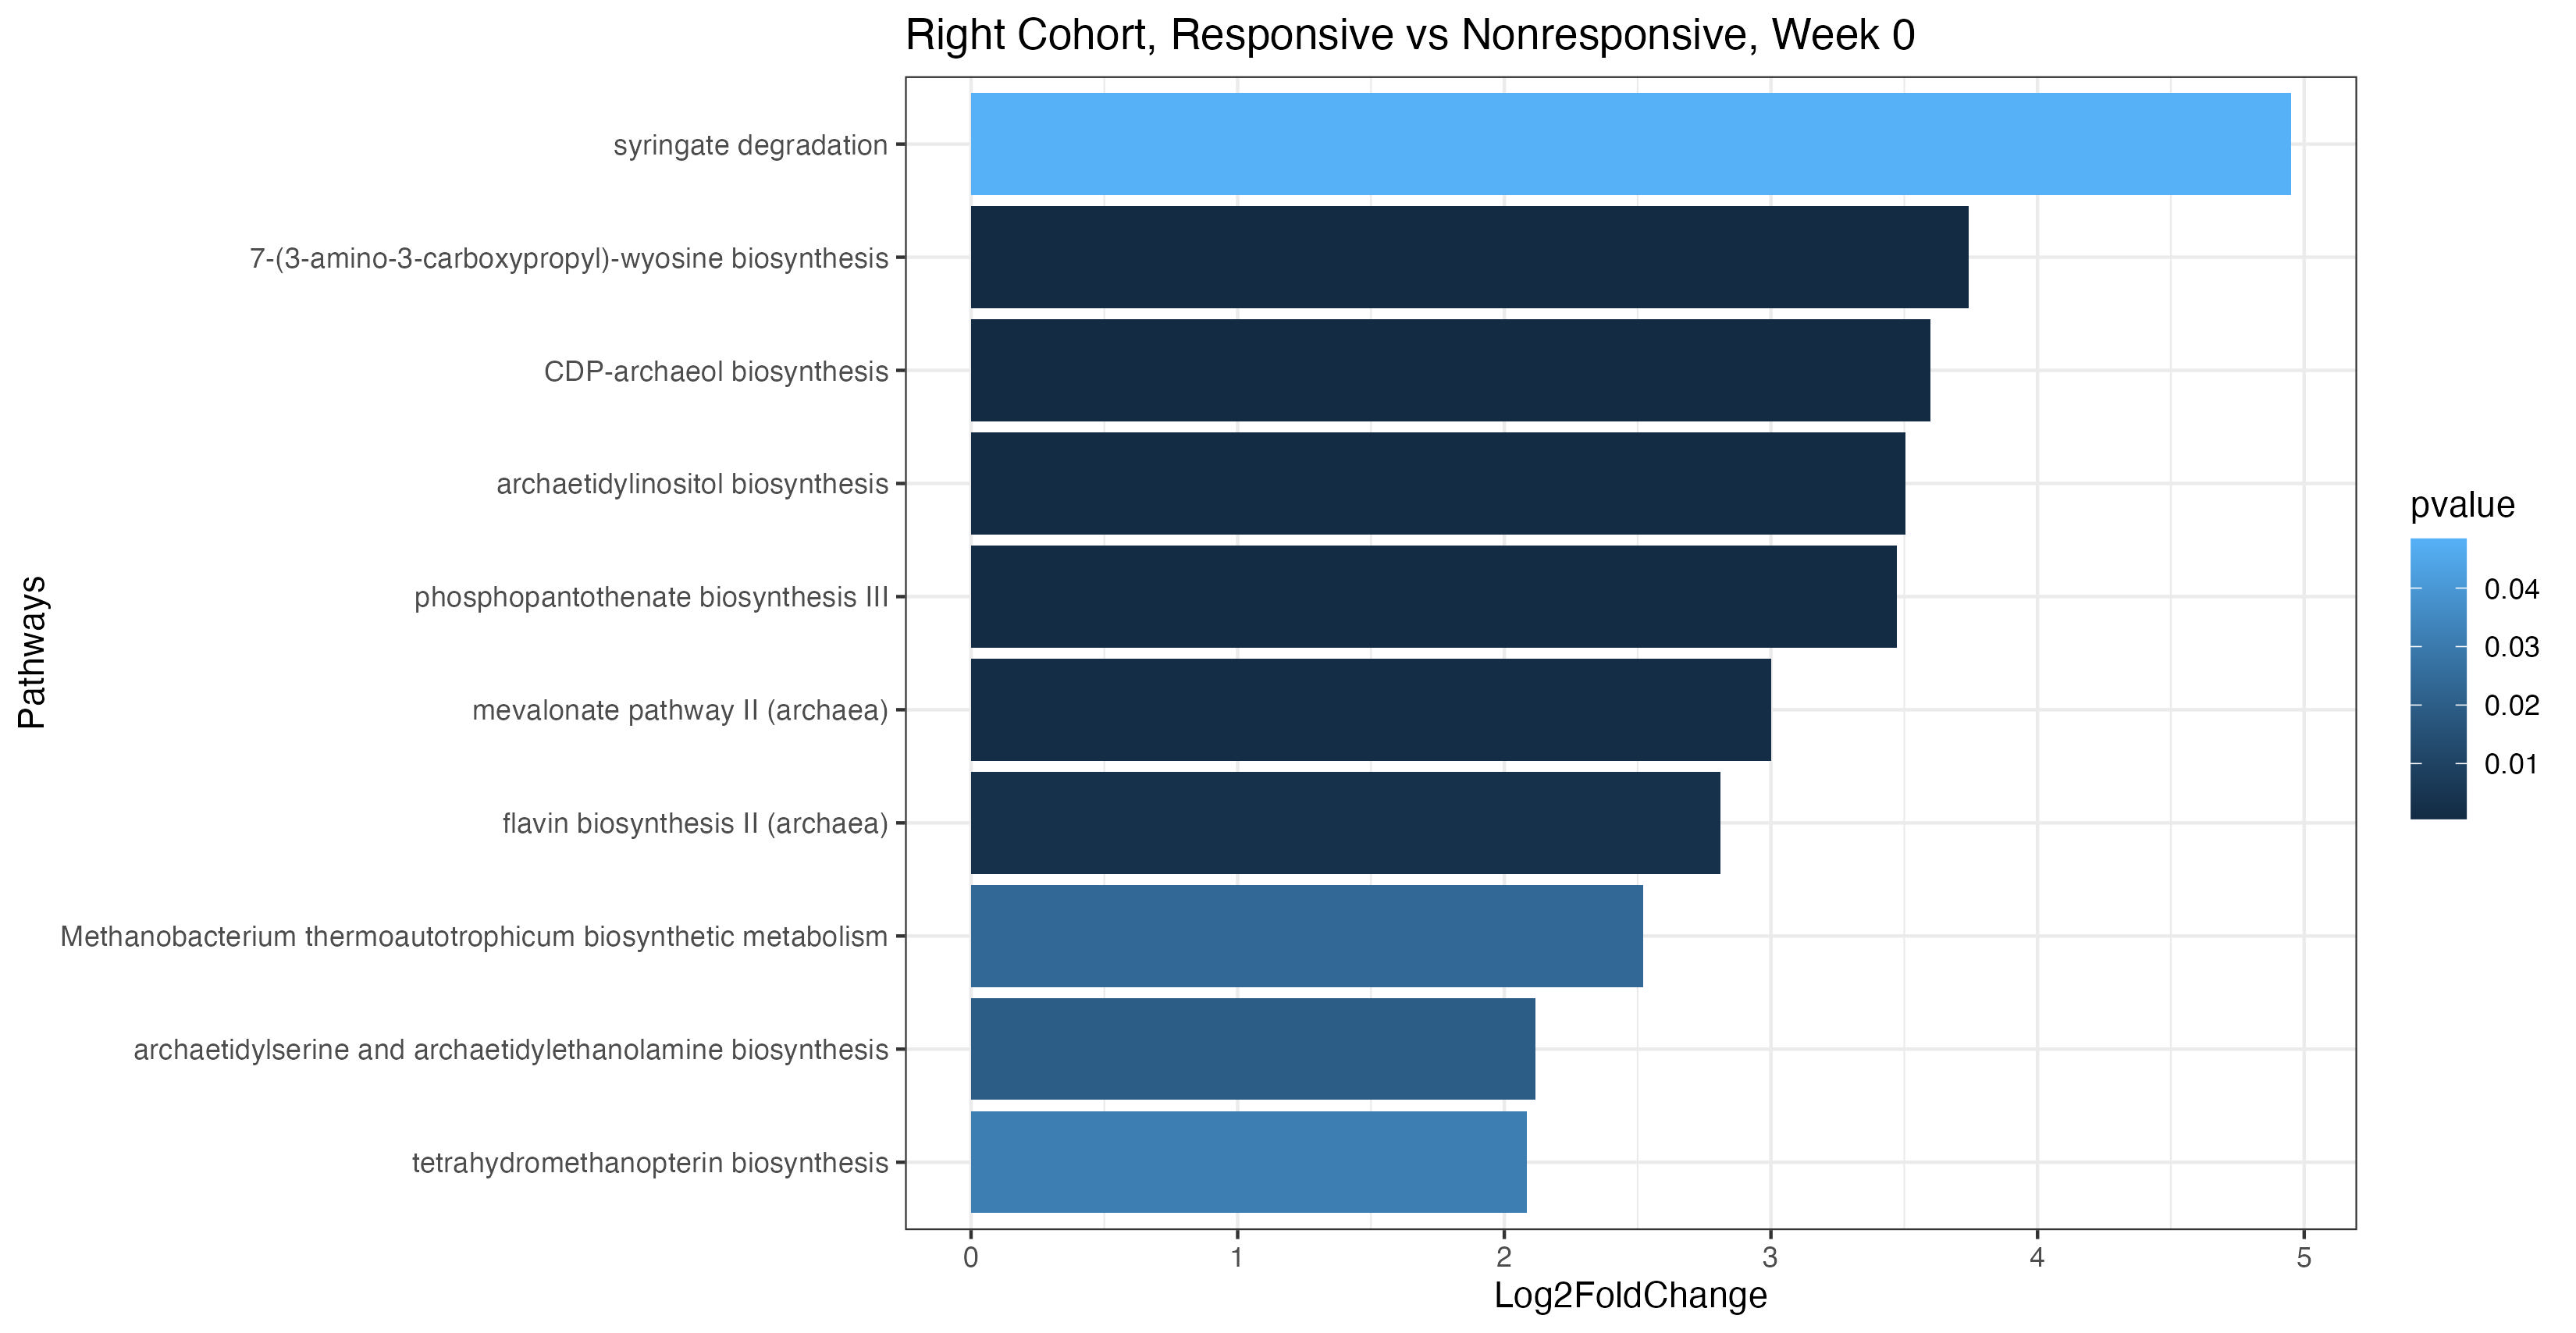 Right Cohort, Responsive vs Nonresponsive, Week 0
Pathways
syringate degradation
7-(3-amino-3-carboxypropyl)-wyosine biosynthesis
CDP-archaeol biosynthesis
archaetidylinositol biosynthesis
phosphopantothenate biosynthesis III
mevalonate pathway II (archaea)
flavin biosynthesis II (archaea)
Methanobacterium thermoautotrophicum biosynthetic metabolism
archaetidylserine and archaetidylethanolamine biosynthesis
tetrahydromethanopterin biosynthesis
0 1 2 3 4 5
Log2FoldChange
pvalue
0.04
0.03
0.02
0.01